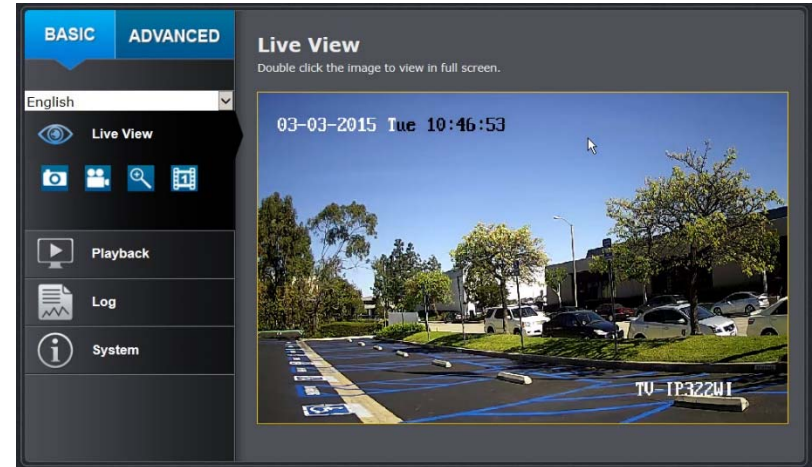 BASIC ADVANCED
English
Live View
Playback
Log
System
Live View
Double click the image to view in full screen.
03-03-2015 Tue 10:46:53
TV-IP322WI
1